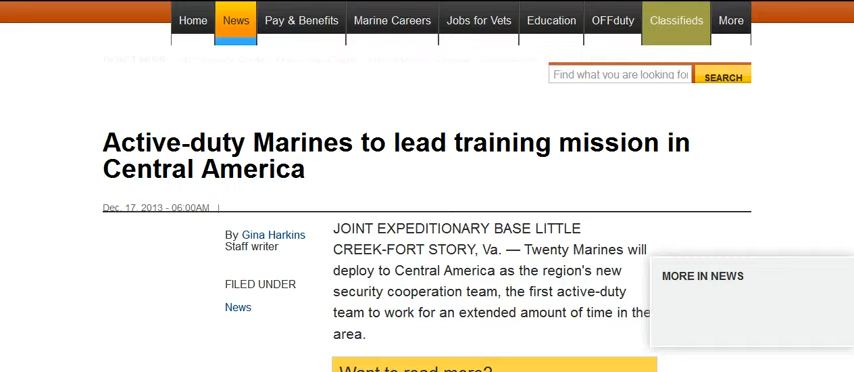 Home News Pay & Benefits Marine Careers Jobs for Vets Education OFFduty Classifieds More
Find what you are looking for SEARCH
Active-duty Marines to lead training mission in
Central America
Dec. 17, 2013 - 06:00AM |
By Gina Harkins
Staff writer
FILED UNDER
News
JOINT EXPEDITIONARY BASE LITTLE
CREEK-FORT STORY, Va. — Twenty Marines will
deploy to Central America as the region's new
security cooperation team, the first active-duty
team to work for an extended amount of time in the
area.
Want to read more?
MORE IN NEWS